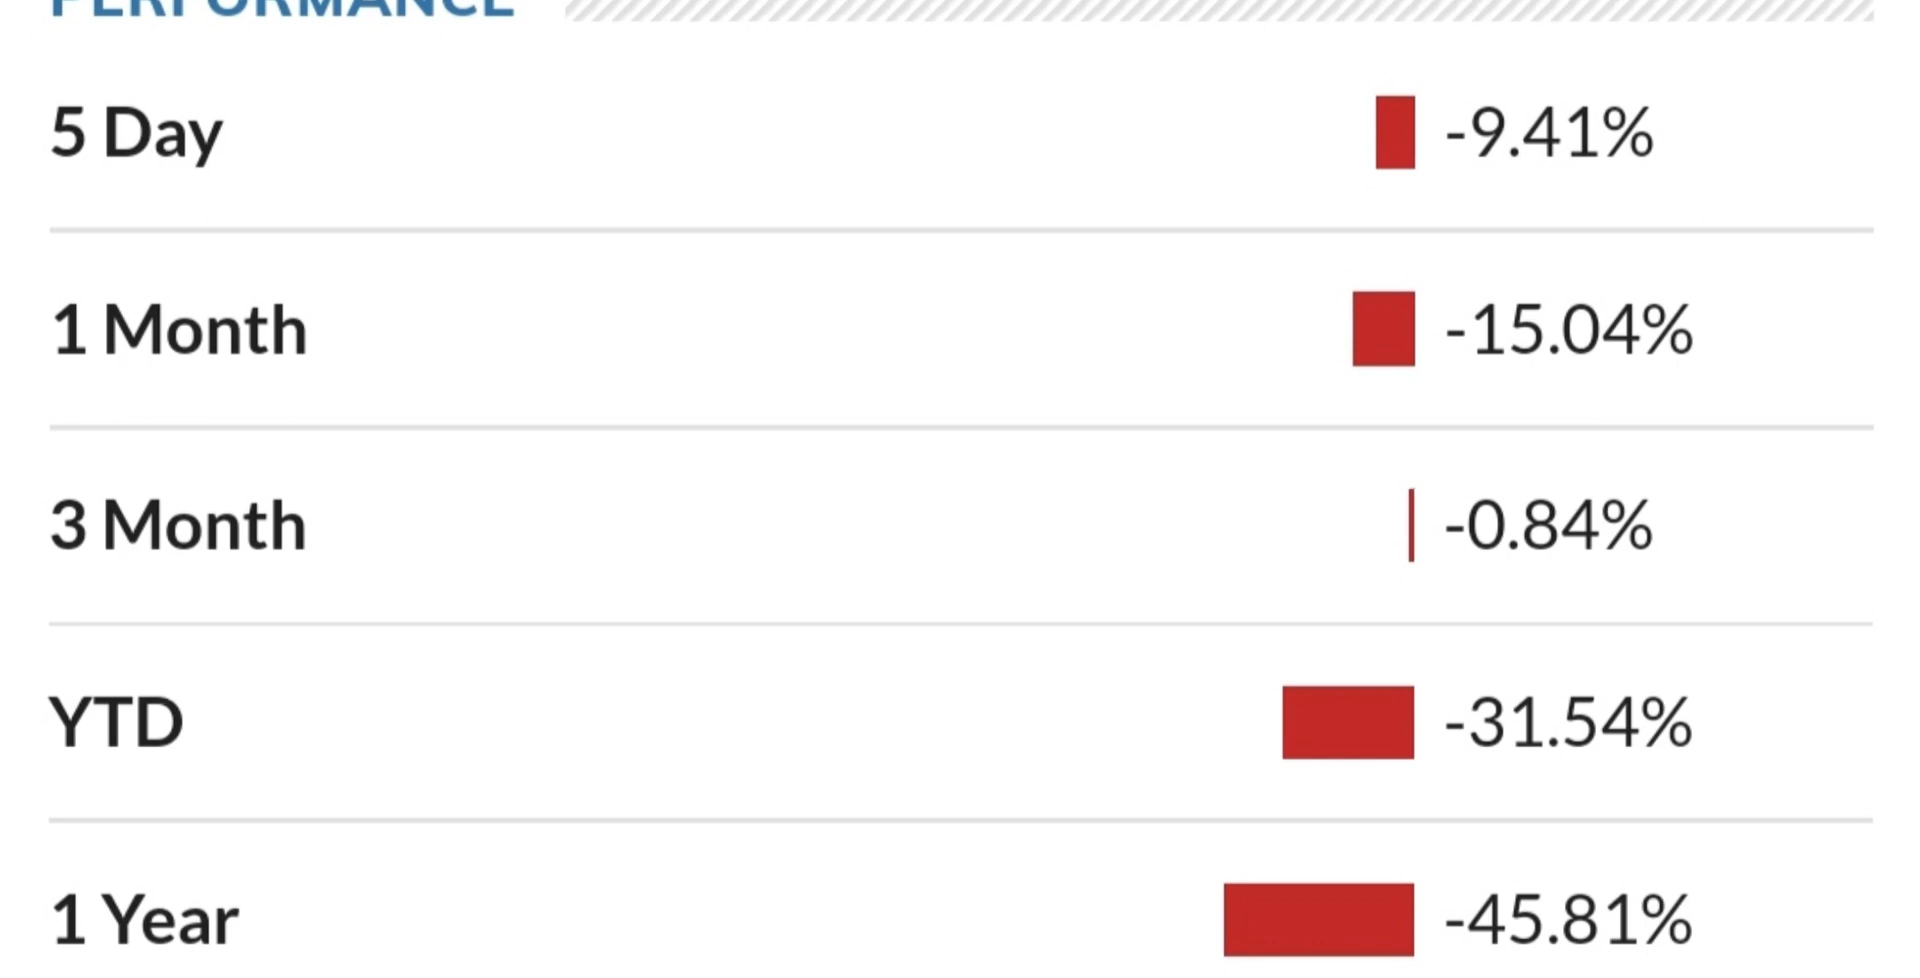 PERFORMANCE
5 Day -9.41%
1 Month -15.04%
3 Month -0.84%
YTD -31.54%
1 Year -45.81%